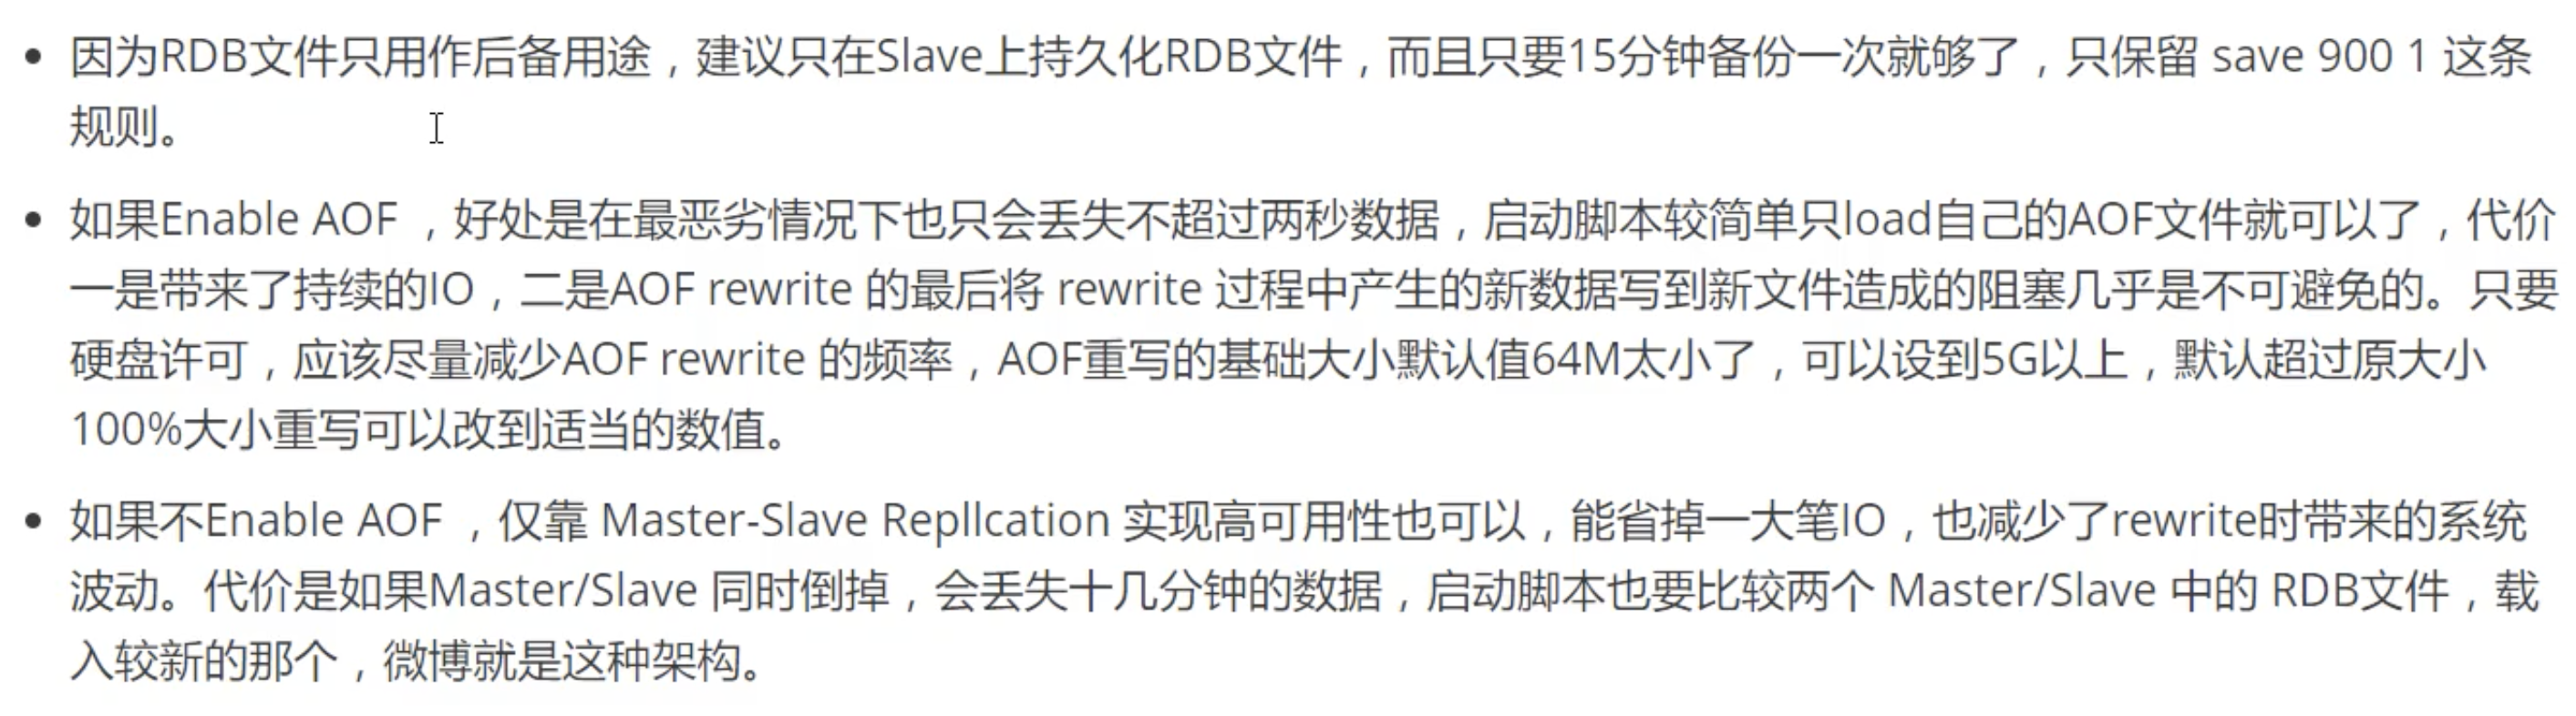 • 因为RDB文件只用作后备用途，建议只在Slave上持久化RDB文件，而且只要15分钟备份一次就够了，只保留 save 900 1 这条
规则。
• 如果Enable AOF ，好处是在最恶劣情况下也只会丢失不超过两秒数据，启动脚本较简单只load自己的AOF文件就可以了，代价
一是带来了持续的IO，二是AOF rewrite 的最后将 rewrite 过程中产生的新数据写到新文件造成的阻塞几乎是不可避免的。只要
硬盘许可，应该尽量减少AOF rewrite 的频率，AOF重写的基础大小默认值64M太小了，可以设到5G以上，默认超过原大小
100%大小重写可以改到适当的数值。
• 如果不Enable AOF ，仅靠 Master-Slave Repllcation 实现高可用性也可以，能省掉一大笔IO，也减少了rewrite时带来的系统
波动。代价是如果Master/Slave 同时倒掉，会丢失十几分钟的数据，启动脚本也要比较两个 Master/Slave 中的 RDB文件，载
入较新的那个，微博就是这种架构。